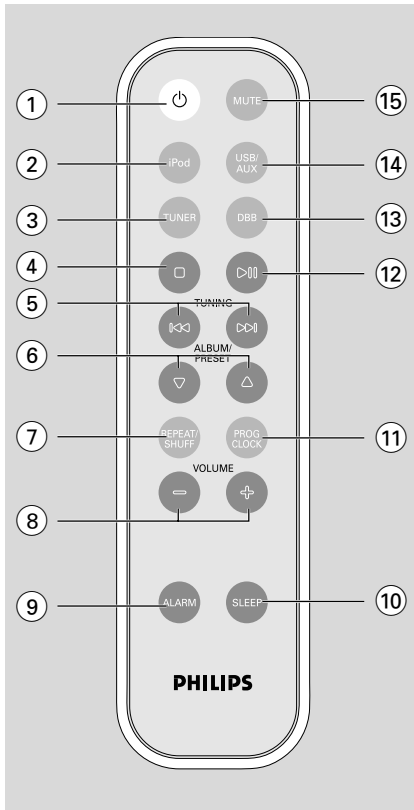 1
MUTE
15
2
iPod
USB/
AUX
14
3
TUNER
DBB
13
4
12
5
TUNING
6
ALBUM/
PRESET
7
REPEAT/
SHUFF
PROG
CLOCK
11
VOLUME
8
9
ALARM
SLEEP
10
PHILIPS